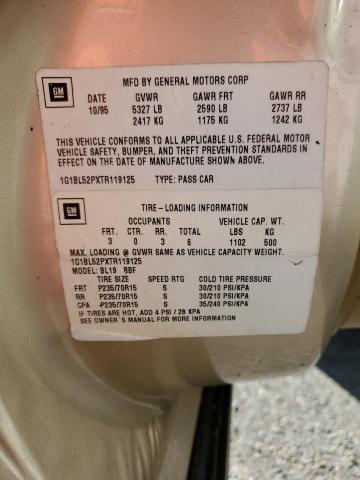 GM
MFD BY GENERAL MOTORS CORP
DATE GVWR GAWR FRT GAWR RR
10/95 5327 LB 2590 LB 2737 LB
2417 KG 1175 KG 1242 KG
THIS VEHICLE CONFORMS TO ALL APPLICABLE U.S. FEDERAL MOTOR
VEHICLE SAFETY, BUMPER, AND THEFT PREVENTION STANDARDS IN
EFFECT ON THE DATE OF MANUFACTURE SHOWN ABOVE.
1G1BL52PXTR119125 TYPE: PASS CAR
GM
TIRE-LOADING INFORMATION
OCCUPANTS VEHICLE CAP. WT.
FRT. CTR. RR. TOTAL LBS KG
3 0 3 6 1102 500
MAX. LOADING @ GVWR SAME AS VEHICLE CAPACITY WEIGHT.
1G1BL52PXTR119125
MODEL: BL19 BBF
TIRE SIZE SPEED RTG COLD TIRE PRESSURE
FRT P235/70R15 S 30/210 PSI/KPA
RR P235/70R15 S 30/210 PSI/KPA
P235/70R15 S 35/240 PSI/KPA
IF TIRES ARE HOT, ADD 4 PSI / 28 KPA
SEE OWNER'S MANUAL FOR MORE INFORMATION